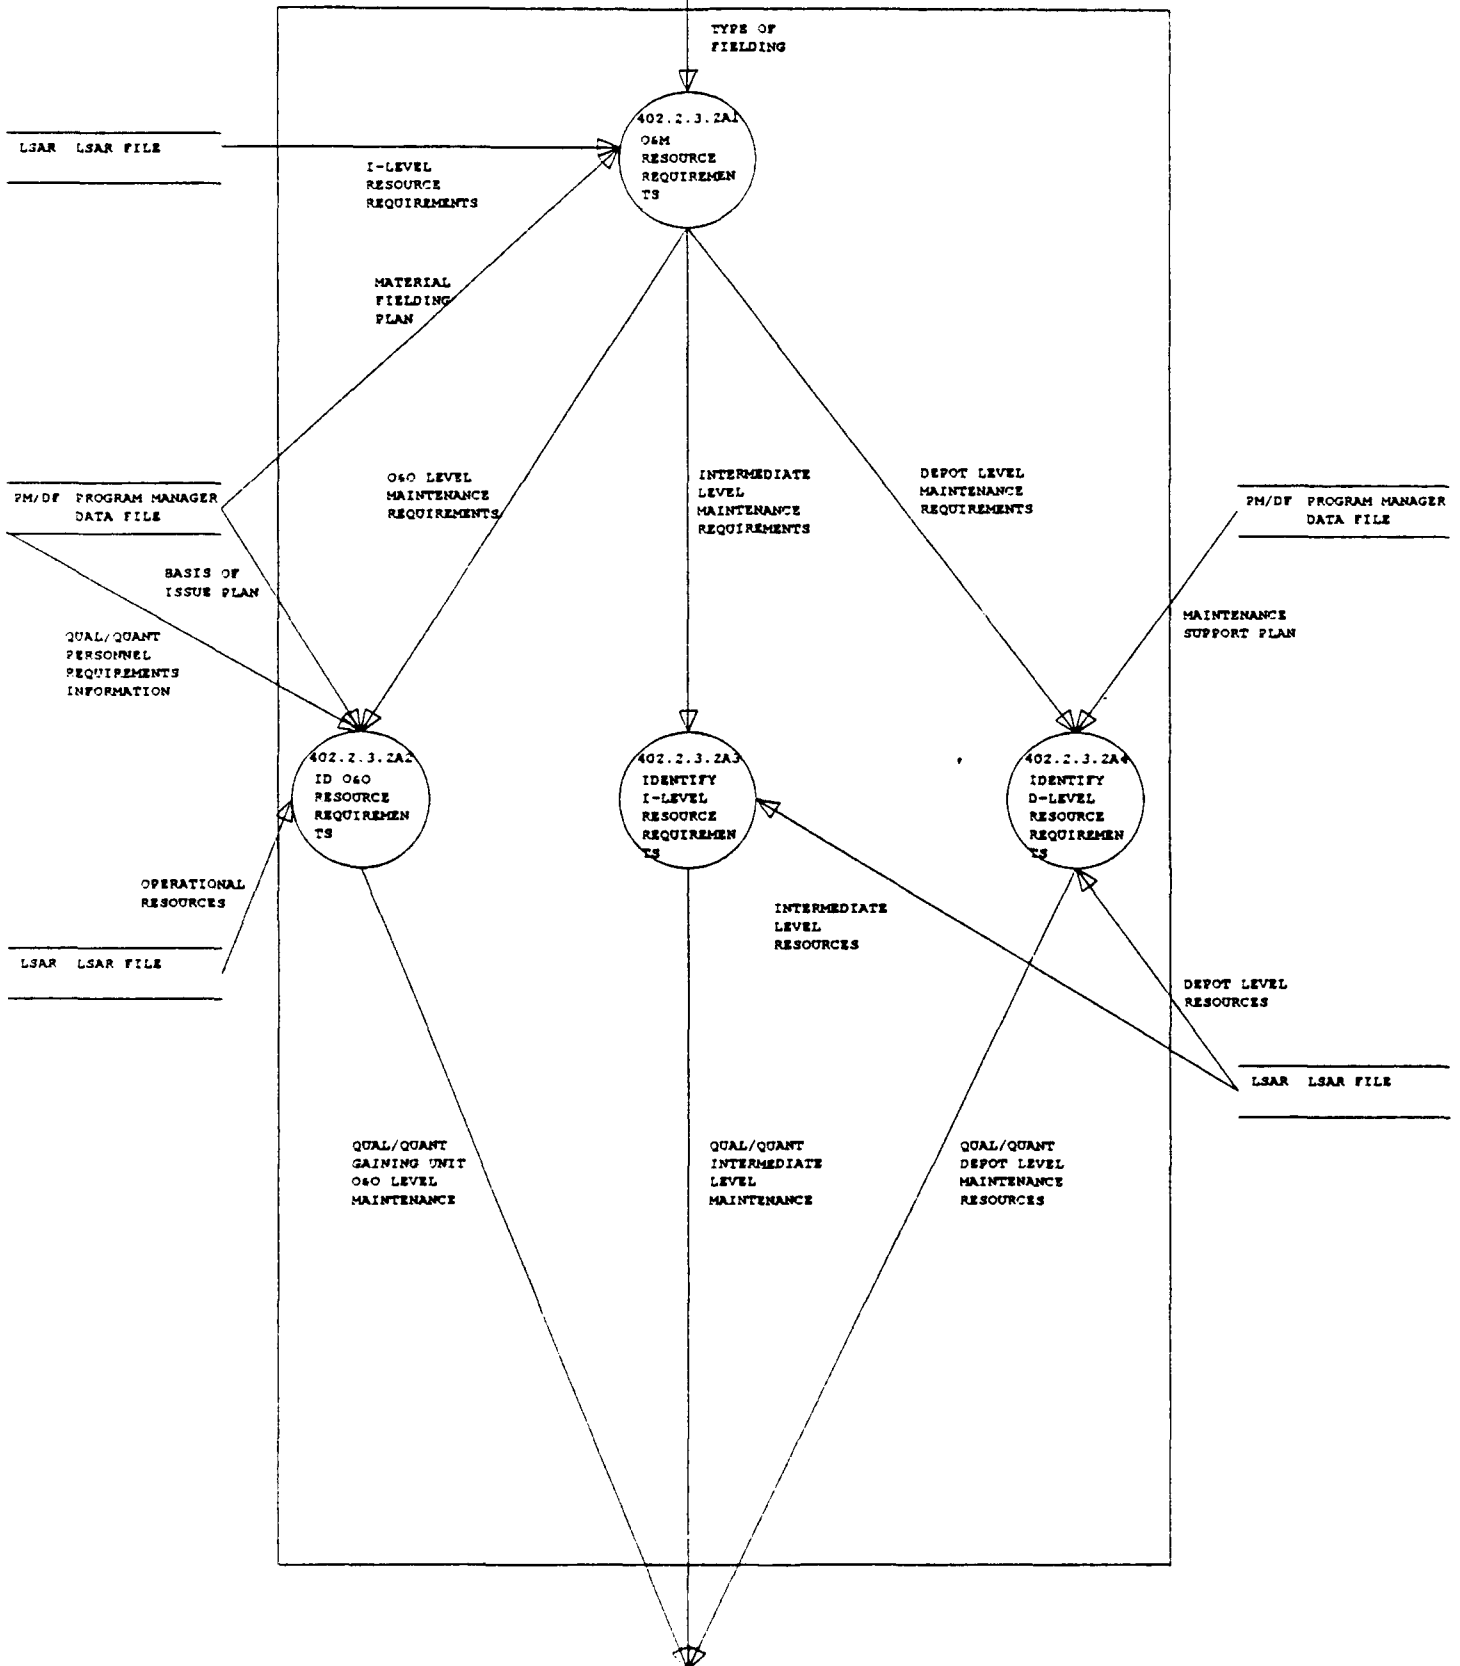 TYPE OF
FIELDING
402.2.3.2A1
O&M
RESOURCE
REQUIREMEN
TS
LSAR LSAR FILE
I-LEVEL
RESOURCE
REQUIREMENTS
MATERIAL
FIELDING
PLAN
PM/DF PROGRAM MANAGER
DATA FILE
O&O LEVEL
MAINTENANCE
REQUIREMENTS
INTERMEDIATE
LEVEL
MAINTENANCE
REQUIREMENTS
DEPOT LEVEL
MAINTENANCE
REQUIREMENTS
PM/DF PROGRAM MANAGER
DATA FILE
BASIS OF
ISSUE PLAN
QUAL/QUANT
PERSONNEL
REQUIREMENTS
INFORMATION
MAINTENANCE
SUPPORT PLAN
402.2.3.2A2
ID O&O
RESOURCE
REQUIREMEN
TS
402.2.3.2A3
IDENTIFY
I-LEVEL
RESOURCE
REQUIREMEN
TS
402.2.3.2A4
IDENTIFY
D-LEVEL
RESOURCE
REQUIREMEN
TS
OPERATIONAL
RESOURCES
INTERMEDIATE
LEVEL
RESOURCES
LSAR LSAR FILE
DEPOT LEVEL
RESOURCES
LSAR LSAR FILE
QUAL/QUANT
GAINING UNIT
O&O LEVEL
MAINTENANCE
QUAL/QUANT
INTERMEDIATE
LEVEL
MAINTENANCE
QUAL/QUANT
DEPOT LEVEL
MAINTENANCE
RESOURCES